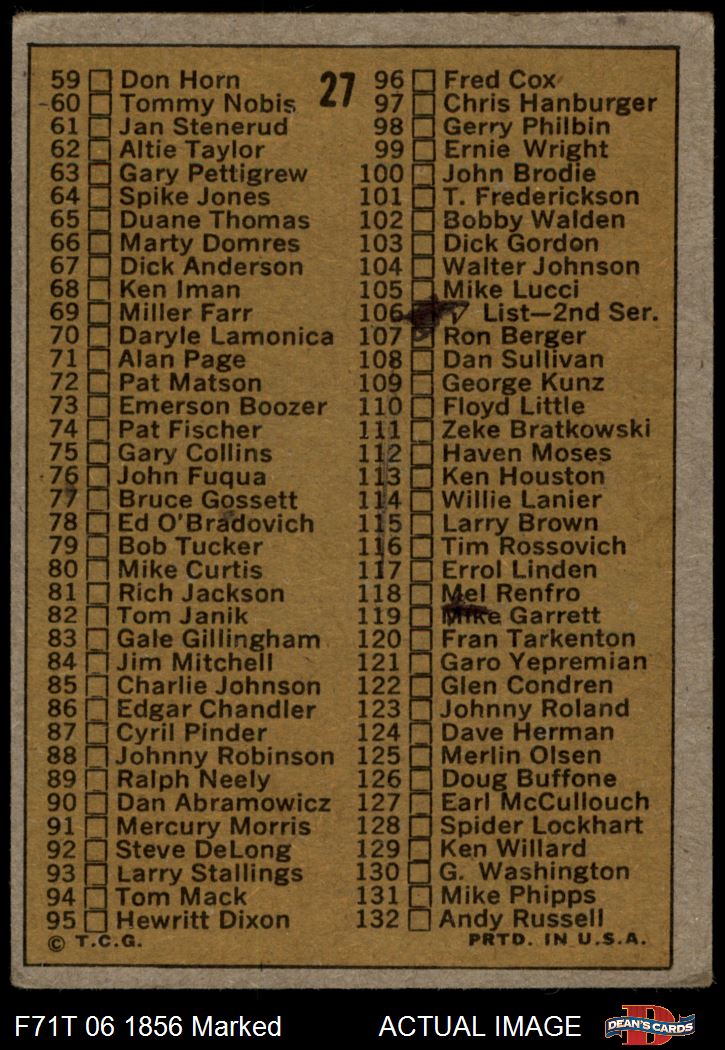 27
59 Don Horn
60 Tommy Nobis
61 Jan Stenerud
62 Altie Taylor
63 Gary Pettigrew
64 Spike Jones
65 Duane Thomas
66 Marty Domres
67 Dick Anderson
68 Ken Iman
69 Miller Farr
70 Daryle Lamonica
71 Alan Page
72 Pat Matson
73 Emerson Boozer
74 Pat Fischer
75 Gary Collins
76 John Fuqua
77 Bruce Gossett
78 Ed O'Bradovich
79 Bob Tucker
80 Mike Curtis
81 Rich Jackson
82 Tom Janik
83 Gale Gillingham
84 Jim Mitchell
85 Charlie Johnson
86 Edgar Chandler
87 Cyril Pinder
88 Johnny Robinson
89 Ralph Neely
90 Dan Abramowicz
91 Mercury Morris
92 Steve DeLong
93 Larry Stallings
94 Tom Mack
95 Hewritt Dixon
© T.C.G.
96 Fred Cox
97 Chris Hanburger
98 Gerry Philbin
99 Ernie Wright
100 John Brodie
101 T. Frederickson
102 Bobby Walden
103 Dick Gordon
104 Walter Johnson
105 Mike Lucci
106 List—2nd Ser.
107 Ron Berger
108 Dan Sullivan
109 George Kunz
110 Floyd Little
111 Zeke Bratkowski
112 Haven Moses
113 Ken Houston
114 Willie Lanier
115 Larry Brown
116 Tim Rossovich
117 Errol Linden
118 Mel Renfro
119 Mike Garrett
120 Fran Tarkenton
121 Garo Yepremian
122 Glen Condren
123 Johnny Roland
124 Dave Herman
125 Merlin Olsen
126 Doug Buffone
127 Earl McCullouch
128 Spider Lockhart
129 Ken Willard
130 G. Washington
131 Mike Phipps
132 Andy Russell
PRTD. IN U.S.A.
F71T 06 1856 Marked
ACTUAL IMAGE
DEAN'S CARDS